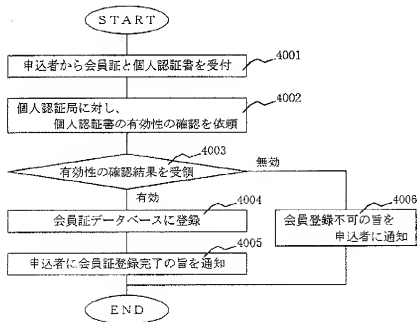 START
申込者から会員証と個人認証書を受付
4001
個人認証局に対し、
個人認証書の有効性の確認を依頼
4002
有効性の確認結果を受領
4003
無効
有効
会員証データベースに登録
4004
会員登録不可の旨を
申込者に通知
4006
申込者に会員証登録完了の旨を通知
4005
END